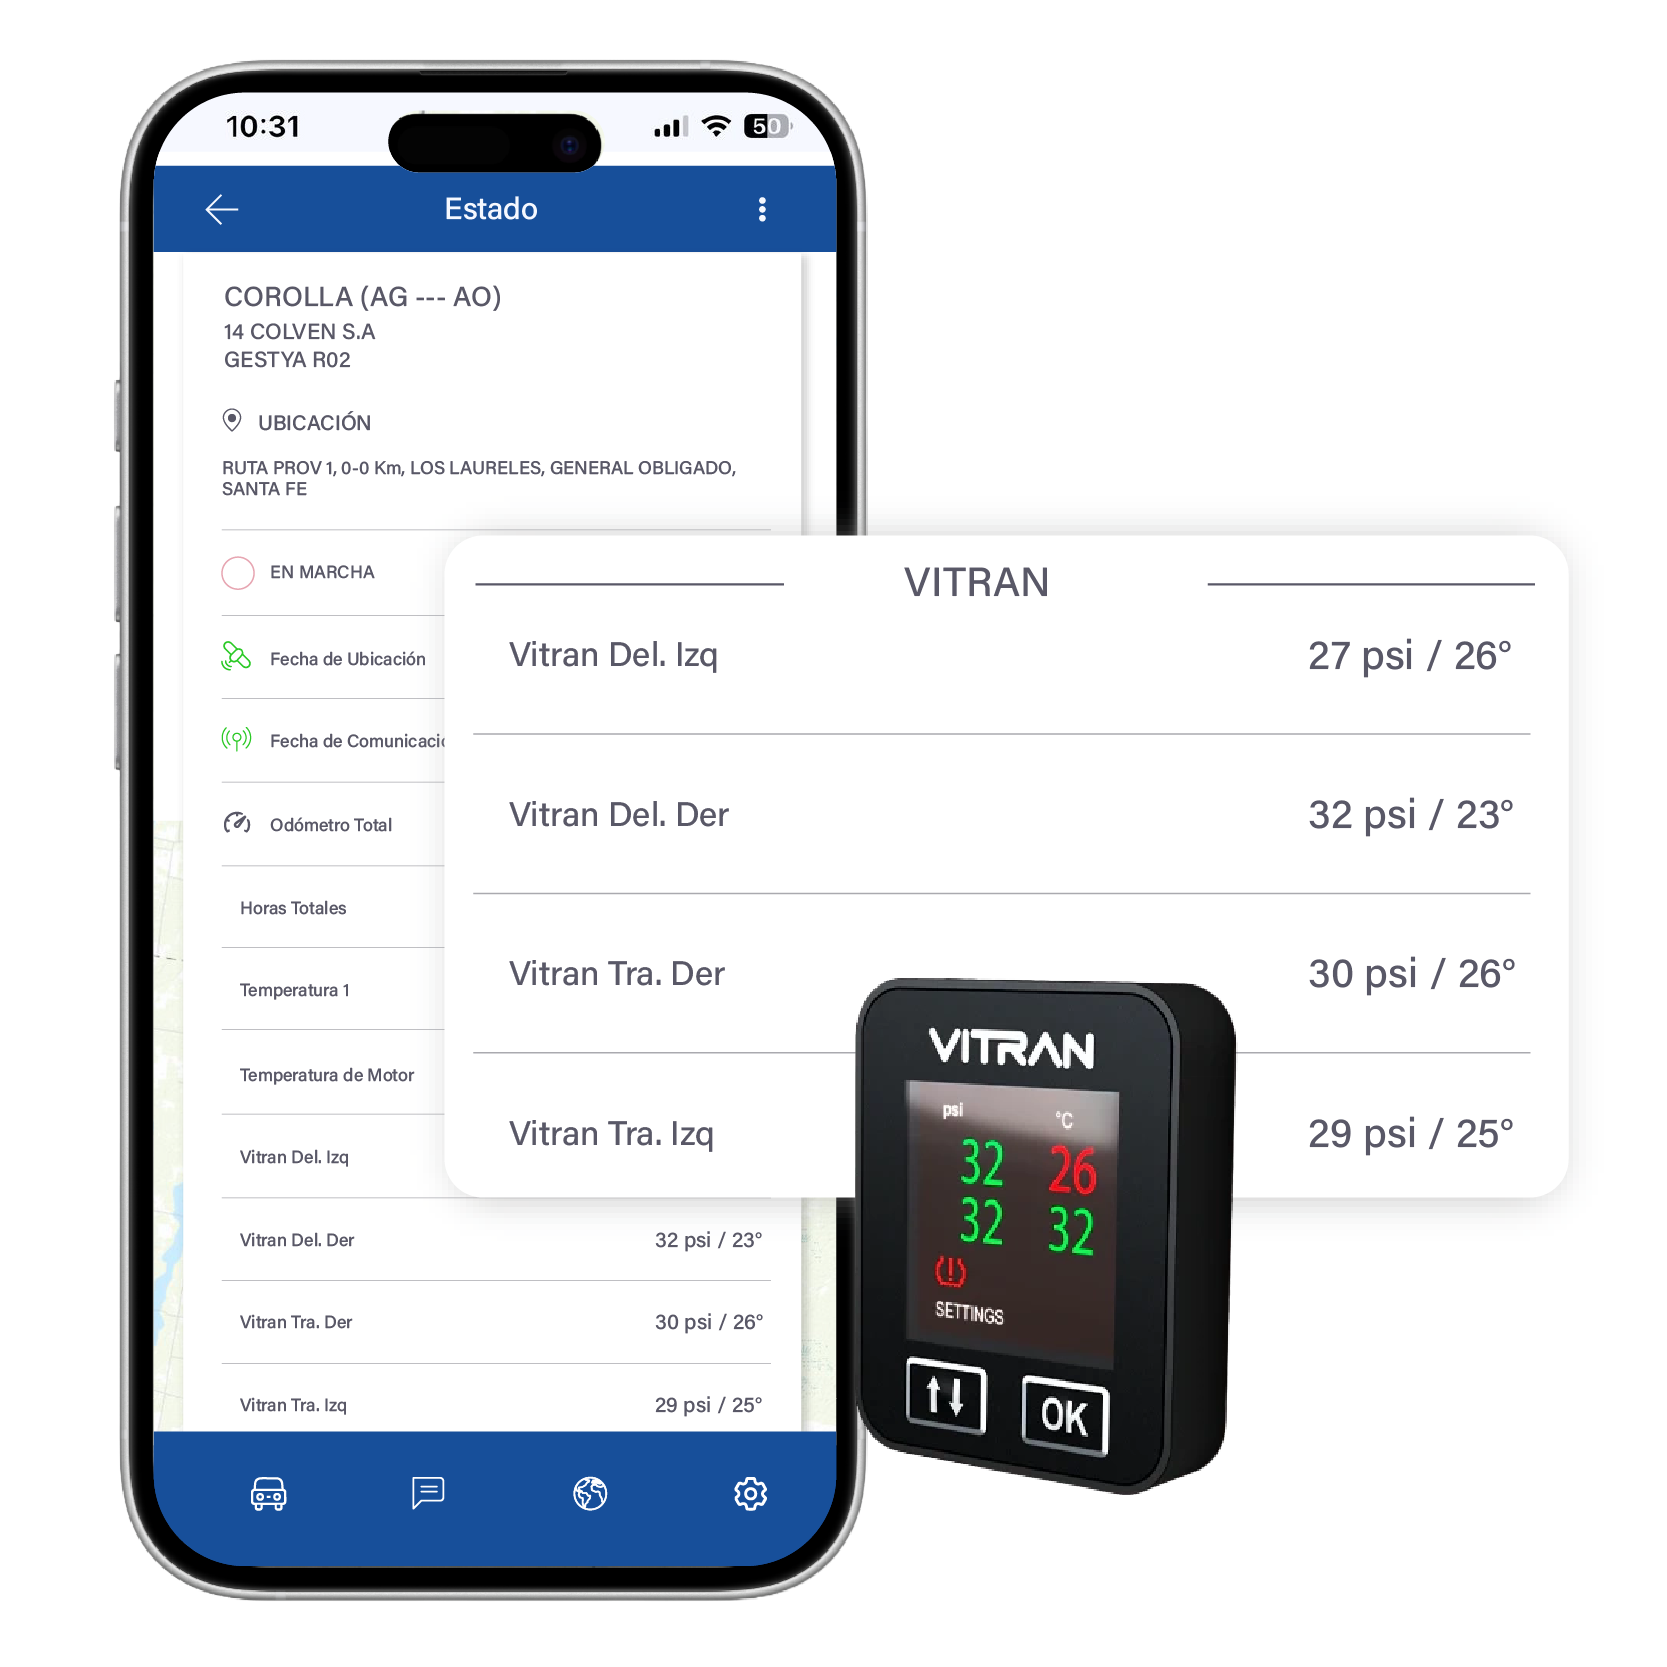 10:31
50
Estado
COROLLA (AG --- AO)
14 COLVEN S.A
GESTYA R02
UBICACIÓN
RUTA PROV 1, 0-0 Km, LOS LAURELES, GENERAL OBLIGADO,
SANTA FE
EN MARCHA
Fecha de Ubicación
Fecha de Comunicació
Odómetro Total
Horas Totales
Temperatura 1
Temperatura de Motor
Vitran Del. Izq
Vitran Del. Der 32 psi / 23°
Vitran Tra. Der 30 psi / 26°
Vitran Tra. Izq 29 psi / 25°
VITRAN
Vitran Del. Izq 27 psi / 26°
Vitran Del. Der 32 psi / 23°
Vitran Tra. Der 30 psi / 26°
Vitran Tra. Izq 29 psi / 25°
VITRAN
psi °C
32 26
32 32
SETTINGS
OK